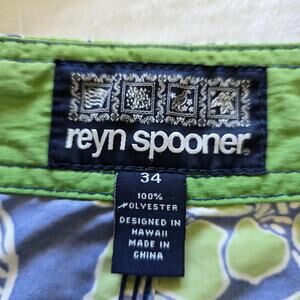 reyn spooner.
34
100%
POLYESTER
DESIGNED IN
HAWAII
MADE IN
CHINA